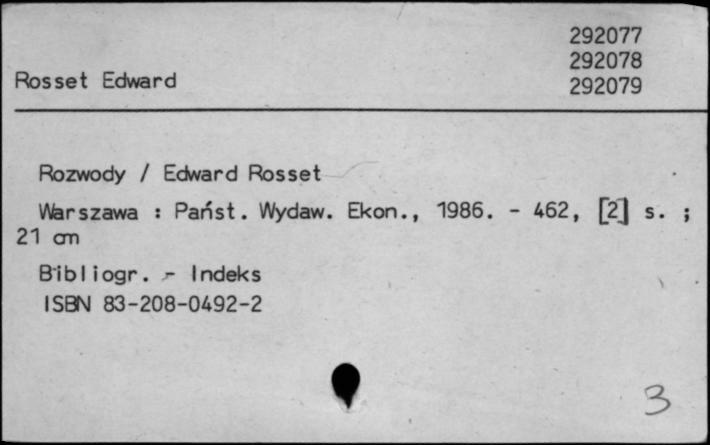 292077
292078
Rosset Edward
292079
Rozwody / Edward Rosset
Warszawa : Państ. Wydaw. Ekon., 1986. - 462, [2] s. ;
21 cm
Bibliogr. - Indeks
ISBN 83-208-0492-2
3